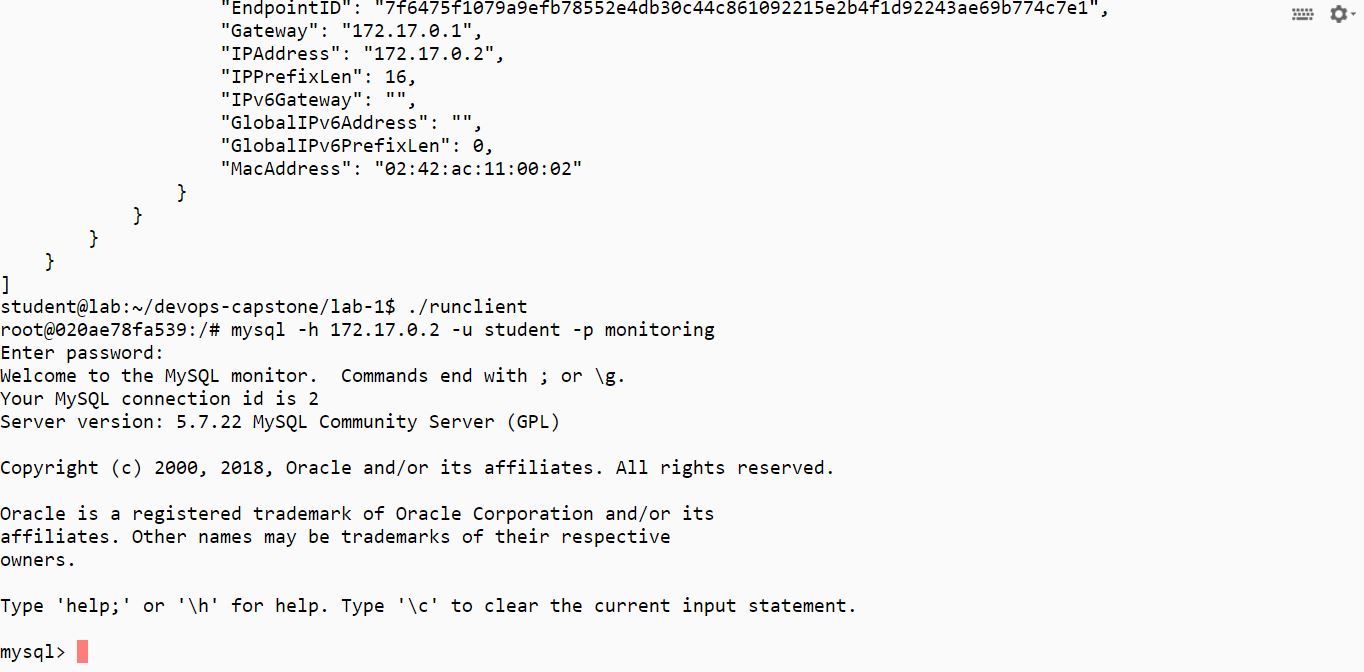 "EndpointID": "7f6475f1079a9efb78552e4db30c44c861092215e2b4f1d92243ae69b774c7e1",
"Gateway": "172.17.0.1",
"IPAddress": "172.17.0.2",
"IPPrefixLen": 16,
"IPv6Gateway": "",
"GlobalIPv6Address": "",
"GlobalIPv6PrefixLen": 0,
"MacAddress": "02:42:ac:11:00:02"
}
}
}
}
]
student@lab:~/devops-capstone/lab-1$ ./runclient
root@020ae78fa539:/# mysql -h 172.17.0.2 -u student -p monitoring
Enter password:
Welcome to the MySQL monitor.  Commands end with ; or \g.
Your MySQL connection id is 2
Server version: 5.7.22 MySQL Community Server (GPL)

Copyright (c) 2000, 2018, Oracle and/or its affiliates. All rights reserved.

Oracle is a registered trademark of Oracle Corporation and/or its
affiliates. Other names may be trademarks of their respective
owners.

Type 'help;' or '\h' for help. Type '\c' to clear the current input statement.

mysql>